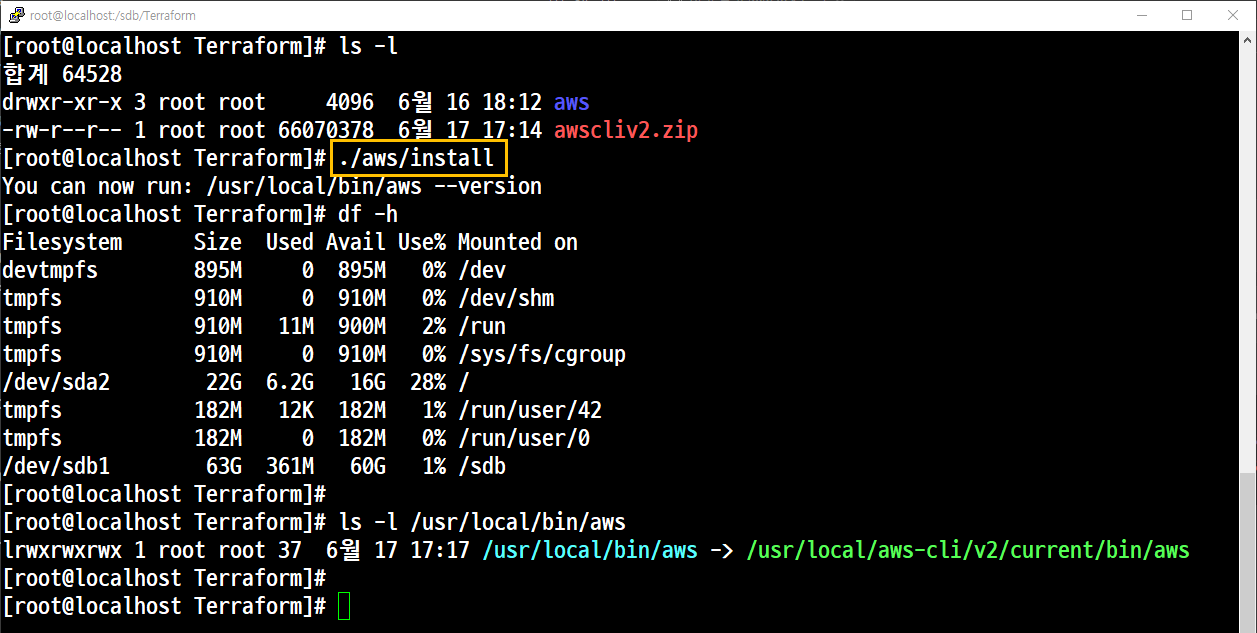 root@localhost:/sdb/Terraform
[root@localhost Terraform]# ls -l
합계 64528
drwxr-xr-x 3 root root     4096  6월 16 18:12 aws
-rw-r--r-- 1 root root 66070378  6월 17 17:14 awscliv2.zip
[root@localhost Terraform]# ./aws/install
You can now run: /usr/local/bin/aws --version
[root@localhost Terraform]# df -h
Filesystem      Size  Used Avail Use% Mounted on
devtmpfs        895M     0  895M   0% /dev
tmpfs           910M     0  910M   0% /dev/shm
tmpfs           910M   11M  900M   2% /run
tmpfs           910M     0  910M   0% /sys/fs/cgroup
/dev/sda2        22G  6.2G   16G  28% /
tmpfs           182M   12K  182M   1% /run/user/42
tmpfs           182M     0  182M   0% /run/user/0
/dev/sdb1        63G  361M   60G   1% /sdb
[root@localhost Terraform]#
[root@localhost Terraform]# ls -l /usr/local/bin/aws
lrwxrwxrwx 1 root root 37  6월 17 17:17 /usr/local/bin/aws -> /usr/local/aws-cli/v2/current/bin/aws
[root@localhost Terraform]#
[root@localhost Terraform]#